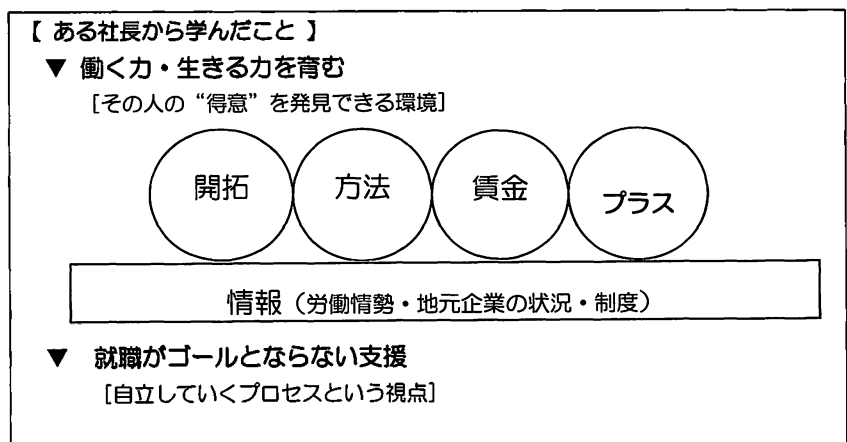 【 ある社長から学んだこと 】
▼ 働く力・生きる力を育む
[その人の“得意”を発見できる環境]
開拓 方法 賃金 プラス
情報（労働情勢・地元企業の状況・制度）
▼ 就職がゴールとならない支援
[自立していくプロセスという視点]